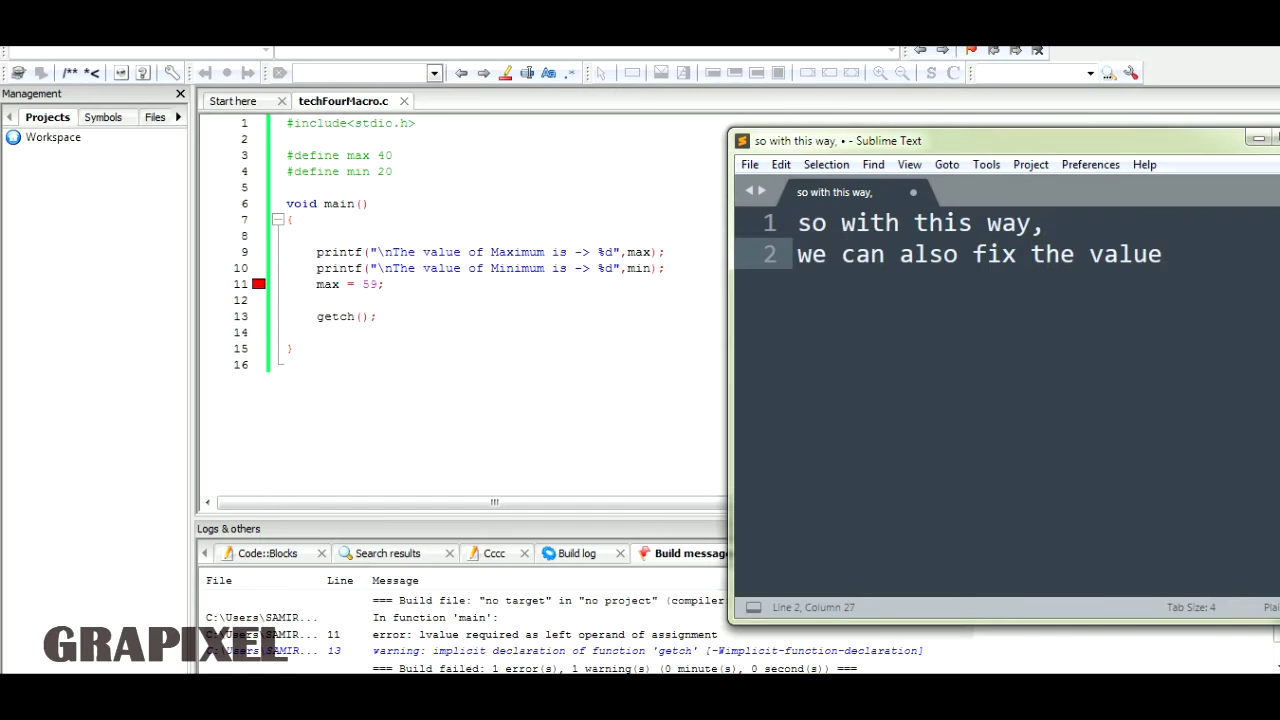 Management
Projects
Symbols
Files
Workspace
Start here
techFourMacro.c
1 #include<stdio.h>
2
3 #define max 40
4 #define min 20
5
6 void main()
7 {
8
9 printf("\nThe value of Maximum is -> %d",max);
10 printf("\nThe value of Minimum is -> %d",min);
11 max = 59;
12
13 getch();
14
15 }
16
so with this way, • - Sublime Text
File Edit Selection Find View Goto Tools Project Preferences Help
so with this way,
1 so with this way,
2 we can also fix the value
Line 2, Column 27
Tab Size: 4
Logs & others
Code::Blocks
Search results
Cccc
Build log
Build message
File Line Message
=== Build file: "no target" in "no project" (compiler
C:\Users\SAMIR... In function 'main':
C:\Users\SAMIR... 11 error: lvalue required as left operand of assignment
C:\Users\SAMIR... 13 warning: implicit declaration of function 'getch' [-Wimplicit-function-declaration]
=== Build failed: 1 error(s), 1 warning(s) (0 minute(s), 0 second(s)) ===
GRAPIXEL